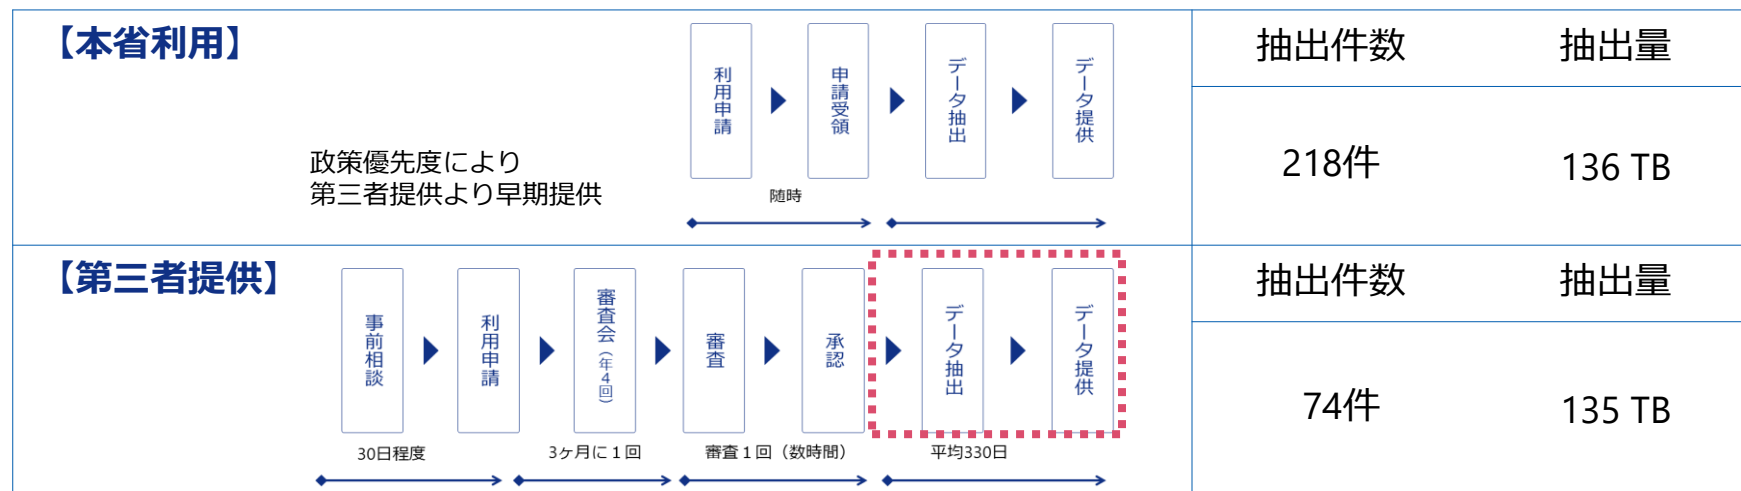 【本省利用】
政策優先度により
第三者提供より早期提供
利用申請
申請受領
データ抽出
データ提供
随時
抽出件数
抽出量
218件
136 TB
【第三者提供】
事前相談
利用申請
審査会（年4回）
審査
承認
データ抽出
データ提供
30日程度
3ヶ月に1回
審査1回（数時間）
平均330日
抽出件数
抽出量
74件
135 TB